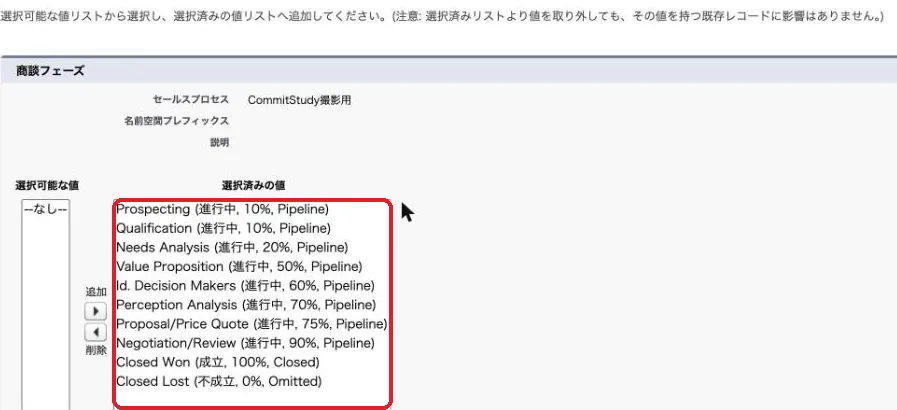 可能な値リストから選択し、選択済みの値リストへ追加してください。(注意: 選択済みリストより値を取り外しても、その値を持つ既存レコードに影響はありません。)
商談フェーズ
セールスプロセス CommitStudy撮影用
名前空間プレフィックス
説明
選択可能な値 選択済みの値
--なし--
Prospecting (進行中, 10%, Pipeline)
Qualification (進行中, 10%, Pipeline)
Needs Analysis (進行中, 20%, Pipeline)
Value Proposition (進行中, 50%, Pipeline)
Id. Decision Makers (進行中, 60%, Pipeline)
Perception Analysis (進行中, 70%, Pipeline)
Proposal/Price Quote (進行中, 75%, Pipeline)
Negotiation/Review (進行中, 90%, Pipeline)
Closed Won (成立, 100%, Closed)
Closed Lost (不成立, 0%, Omitted)
追加
削除